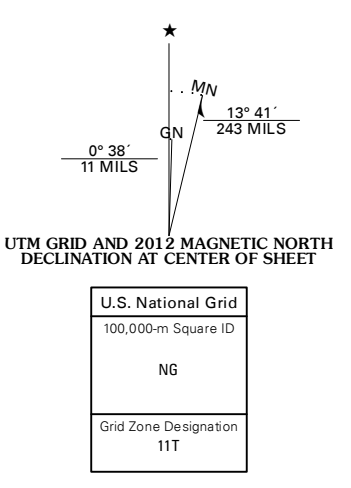 MN
13° 41´
243 MILS
GN
0° 38´
11 MILS
UTM GRID AND 2012 MAGNETIC NORTH
DECLINATION AT CENTER OF SHEET
U.S. National Grid
100,000-m Square ID
NG
Grid Zone Designation
11T